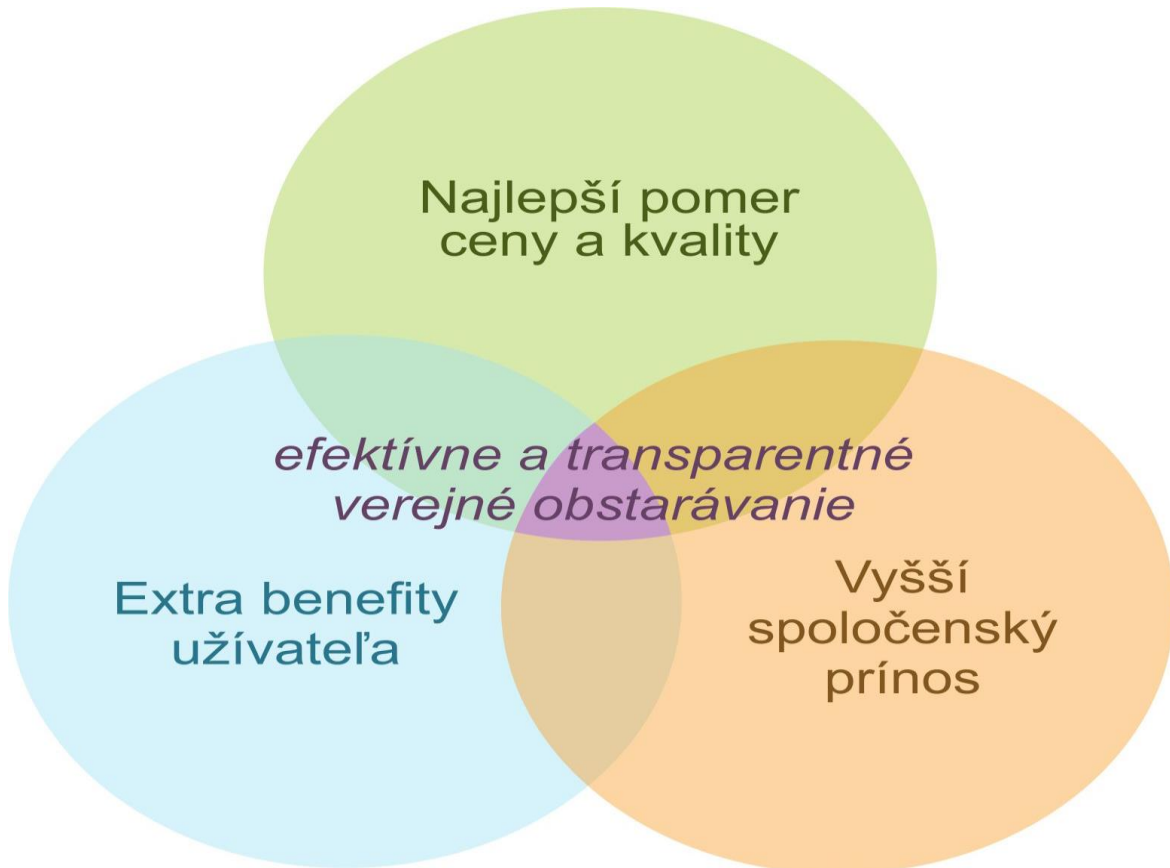 Najlepší pomer
ceny a kvality
efektívne a transparentné
verejné obstarávanie
Extra benefity
užívateľa
Vyšší
spoločenský
prínos